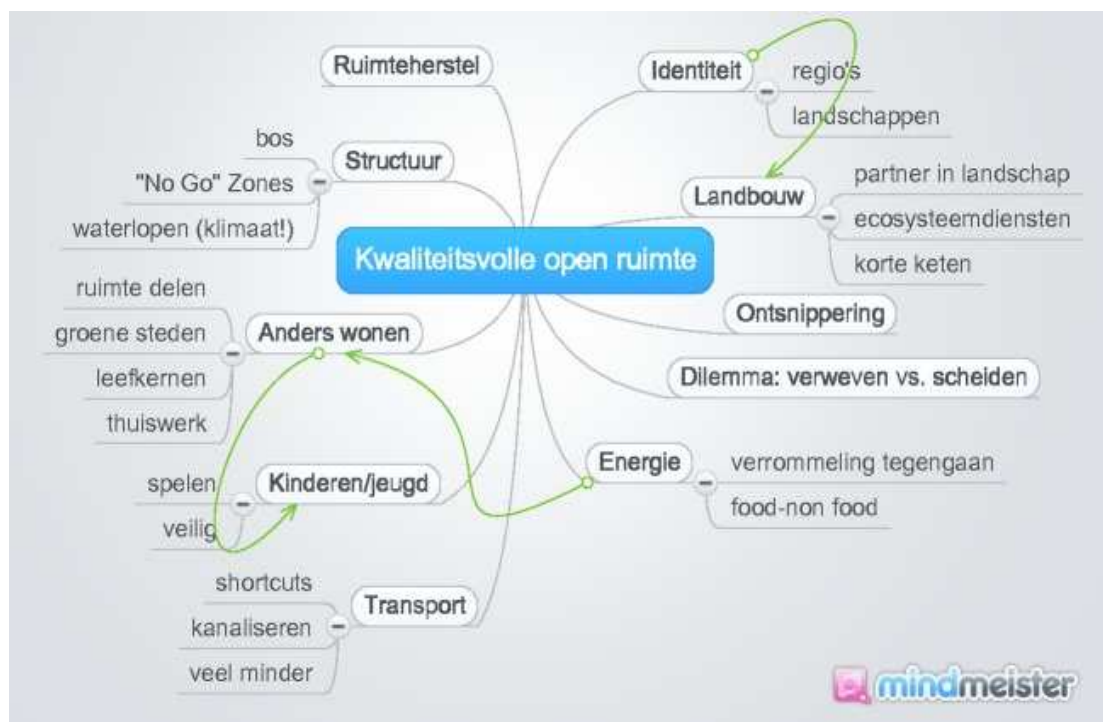 Kwaliteitsvolle open ruimte
Ruimteherstel
Structuur
bos
"No Go" Zones
waterlopen (klimaat!)
Anders wonen
ruimte delen
groene steden
leefkernen
thuiswerk
Kinderen/jeugd
spelen
veilig
Transport
shortcuts
kanaliseren
veel minder
Identiteit
regio's
landschappen
Landbouw
partner in landschap
ecosysteemdiensten
korte keten
Ontsnippering
Dilemma: verweven vs. scheiden
Energie
verrommeling tegengaan
food-non food
mindmeister